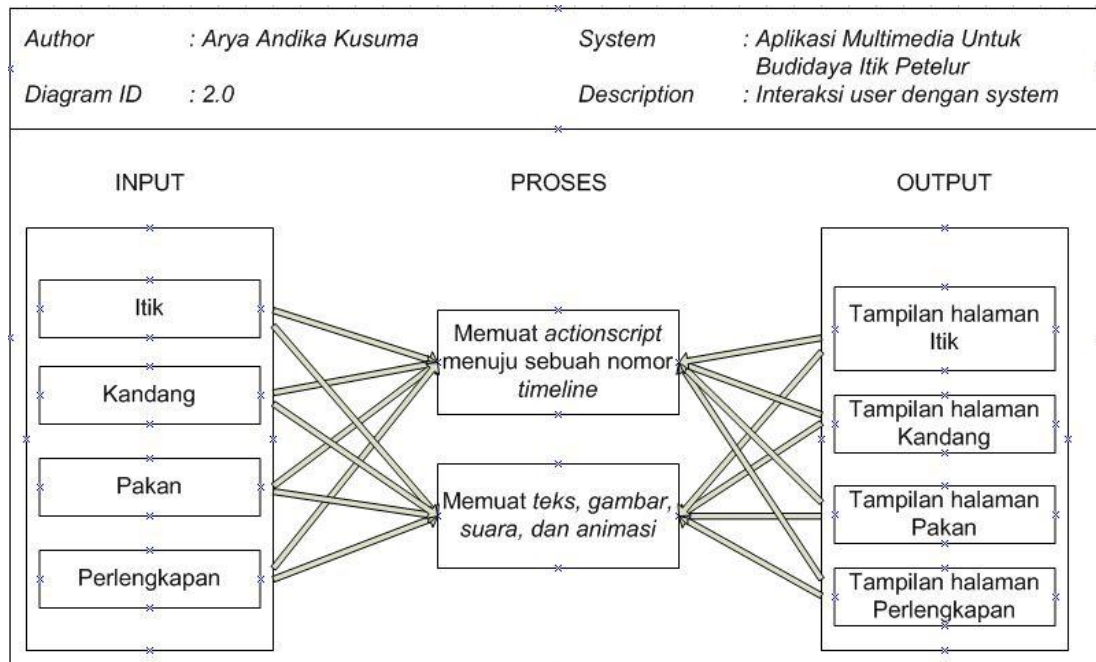 Author : Arya Andika Kusuma
System : Aplikasi Multimedia Untuk
Budidaya Itik Petelur
Diagram ID : 2.0
Description : Interaksi user dengan system
INPUT
PROSES
OUTPUT
Itik
Kandang
Pakan
Perlengkapan
Memuat actionscript
menuju sebuah nomor
timeline
Memuat teks, gambar,
suara, dan animasi
Tampilan halaman
Itik
Tampilan halaman
Kandang
Tampilan halaman
Pakan
Tampilan halaman
Perlengkapan